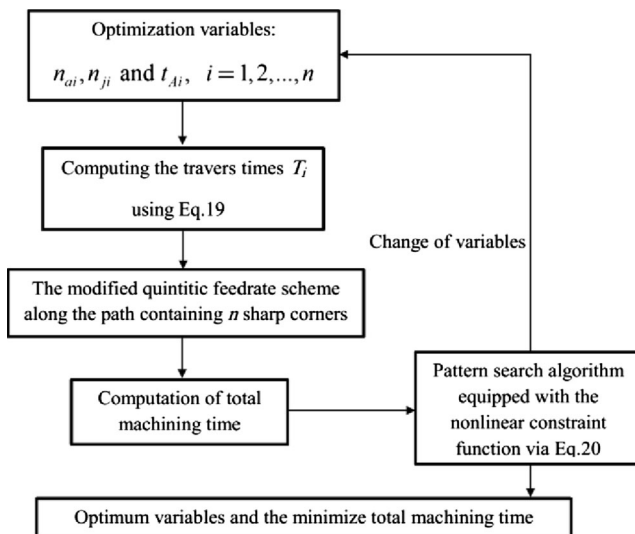 Optimization variables:
n_{ai}, n_{ji} and t_{Ai}, i = 1, 2, ..., n
Computing the travers times T_i
using Eq.19
The modified quintitic feedrate scheme
along the path containing n sharp corners
Change of variables
Computation of total
machining time
Pattern search algorithm
equipped with the
nonlinear constraint
function via Eq.20
Optimum variables and the minimize total machining time